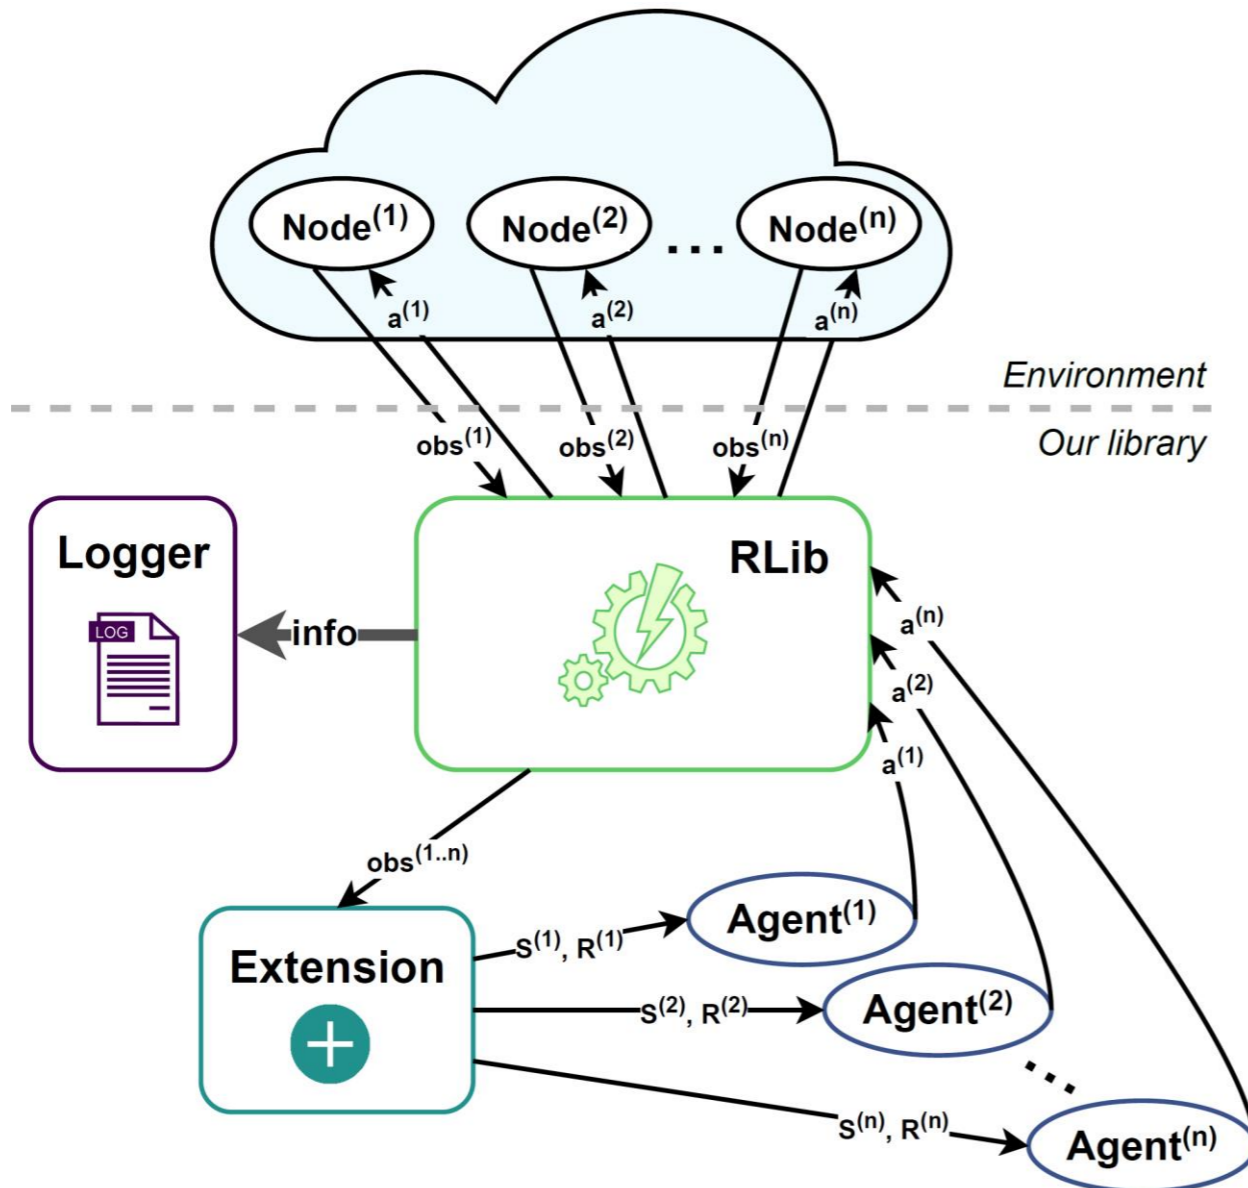 Node(1)
Node(2)
...
Node(n)
a(1)
a(2)
a(n)
Environment
obs(1)
obs(2)
obs(n)
Our library
Logger
LOG
info
RLib
a(n)
a(2)
a(1)
obs(1..n)
Extension
S(1), R(1)
Agent(1)
S(2), R(2)
Agent(2)
...
S(n), R(n)
Agent(n)